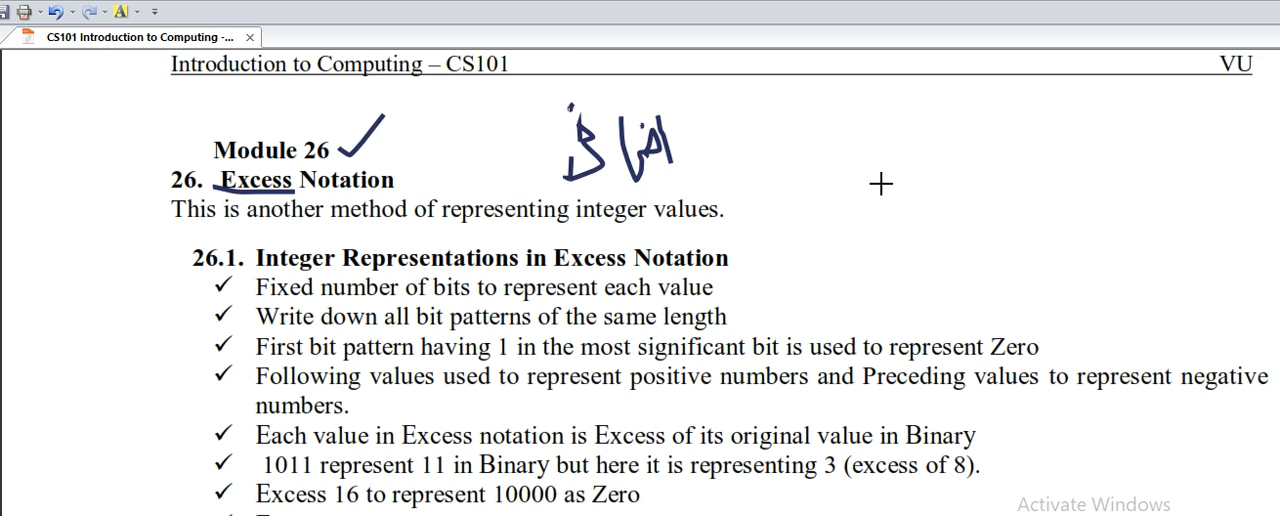 CS101 Introduction to Computing -...
Introduction to Computing – CS101 VU
Module 26
26. Excess Notation
This is another method of representing integer values.
26.1. Integer Representations in Excess Notation
✓ Fixed number of bits to represent each value
✓ Write down all bit patterns of the same length
✓ First bit pattern having 1 in the most significant bit is used to represent Zero
✓ Following values used to represent positive numbers and Preceding values to represent negative
numbers.
✓ Each value in Excess notation is Excess of its original value in Binary
✓ 1011 represent 11 in Binary but here it is representing 3 (excess of 8).
✓ Excess 16 to represent 10000 as Zero
Activate Windows